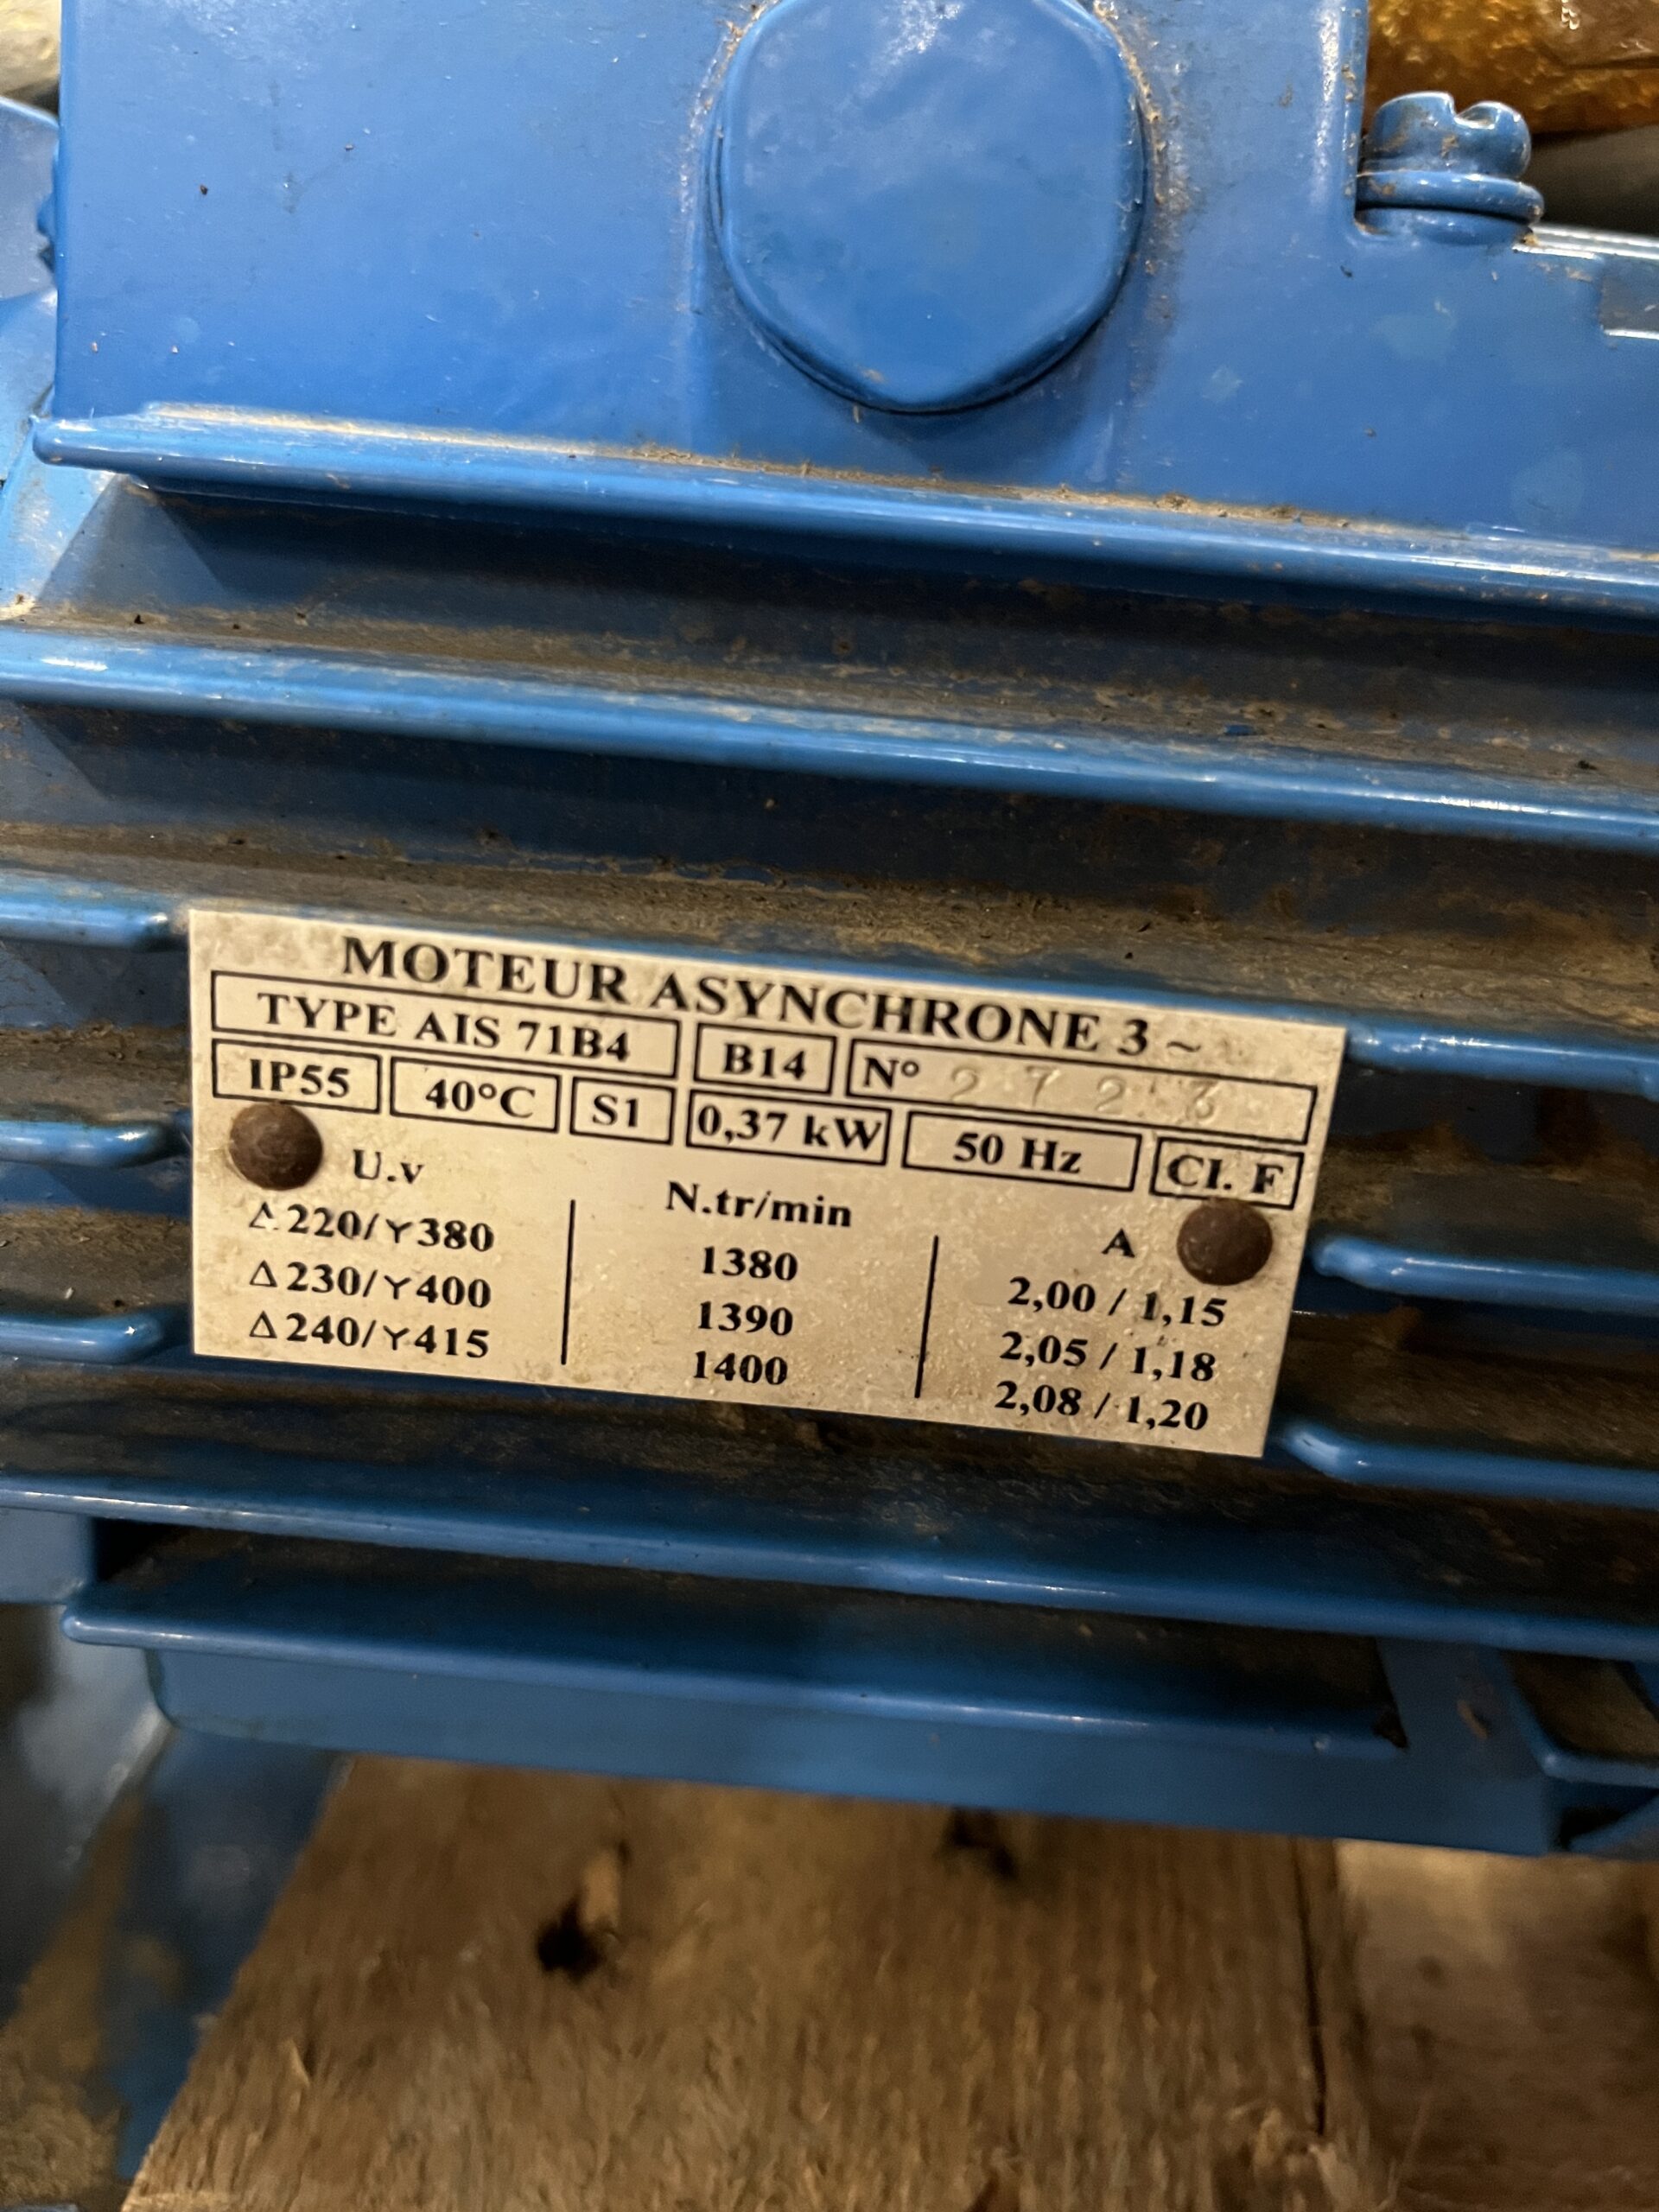 MOTEUR ASYNCHRONE 3 ~
TYPE AIS 71B4 B14 N° 2723
IP55 40°C S1 0,37 kW 50 Hz Cl. F
U.v N.tr/min A
Δ220/Y380 1380 2,00 / 1,15
Δ230/Y400 1390 2,05 / 1,18
Δ240/Y415 1400 2,08 / 1,20